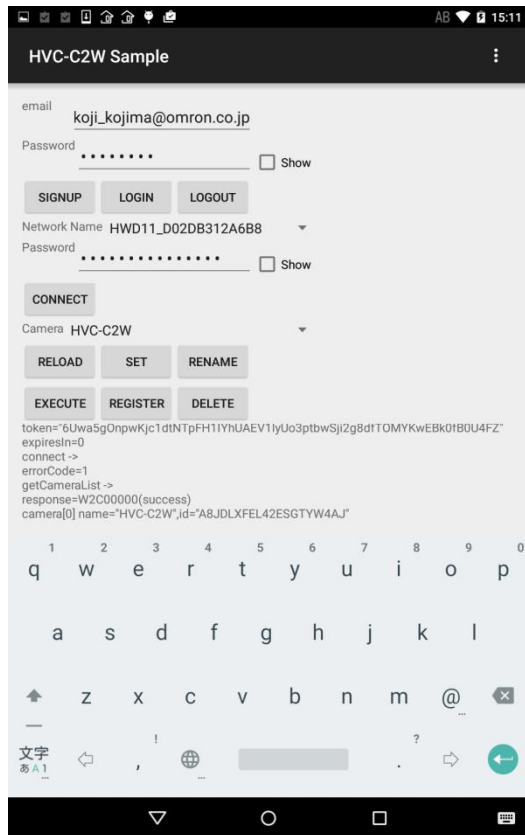 AB 15:11
HVC-C2W Sample
email
koji_kojima@omron.co.jp
Password
Show
SIGNUP LOGIN LOGOUT
Network Name HWD11_D02DB312A6B8
Password
Show
CONNECT
Camera HVC-C2W
RELOAD SET RENAME
EXECUTE REGISTER DELETE
expiresIn=0
connect ->
errorCode=1
getCameraList ->
response=W2C00000(success)
camera[0] name="HVC-C2W",id="A8JDLXFEL42ESGTYW4AJ"
1 2 3 4 5 6 7 8 9 0
q w e r t y u i o p
a s d f g h j k l
z x c v b n m @
! ?
文字 , .
あA1